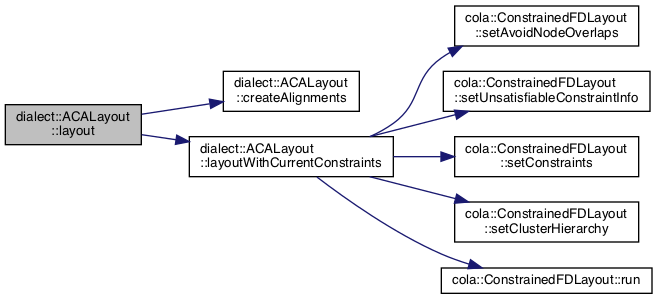 dialect::ACALayout
::layout
dialect::ACALayout
::createAlignments
dialect::ACALayout
::layoutWithCurrentConstraints
cola::ConstrainedFDLayout
::setAvoidNodeOverlaps
cola::ConstrainedFDLayout
::setUnsatisfiableConstraintInfo
cola::ConstrainedFDLayout
::setConstraints
cola::ConstrainedFDLayout
::setClusterHierarchy
cola::ConstrainedFDLayout::run